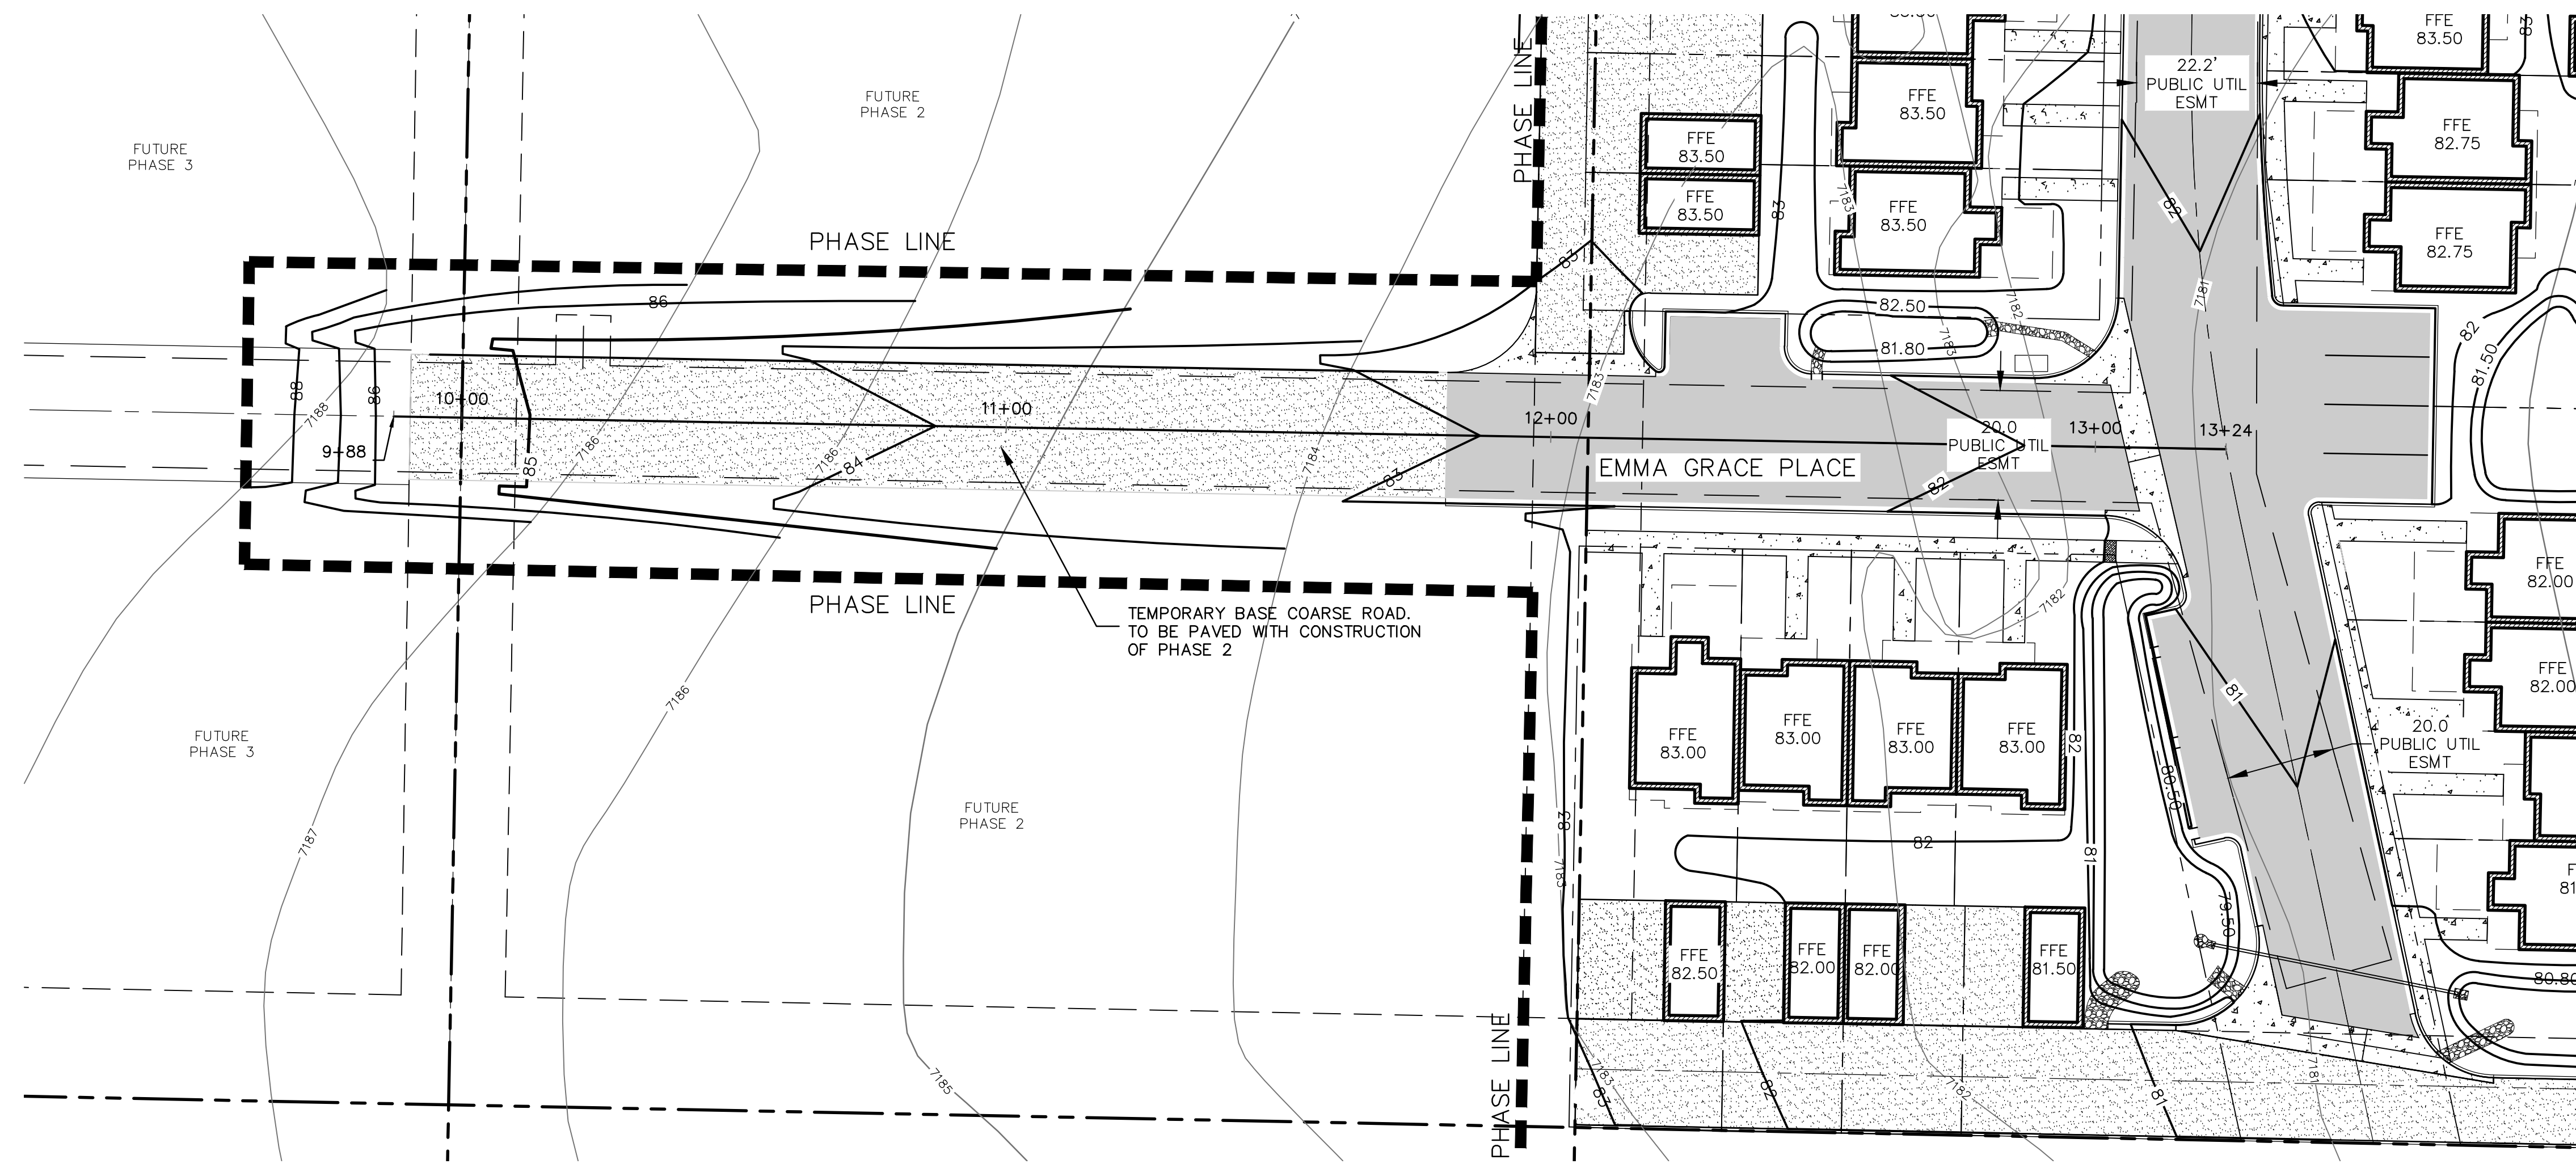 83.00
FFE
83.50
28
PHASE LINE
22.2'
PUBLIC UTIL
ESMT
FUTURE
PHASE 2
FFE
83.50
FFE
82.75
FUTURE
PHASE 3
FFE
83.50
FFE
83.50
83
7183
FFE
83.50
82
FFE
82.75
PHASE LINE
83
86
82.50
7182
7181
82
81.80
7183
81.50
88
86
7188
10+00
11+00
12+00
7183
20.0
PUBLIC UTIL
ESMT
13+00
13+24
9+88
7186
85
7186
84
7184
83
EMMA GRACE PLACE
82
PHASE LINE
TEMPORARY BASE COARSE ROAD.
TO BE PAVED WITH CONSTRUCTION
OF PHASE 2
7182
FFE
82.00
7186
81
FFE
82.00
FUTURE
PHASE 3
FFE
83.00
FFE
83.00
FFE
83.00
FFE
83.00
82
20.0
PUBLIC UTIL
ESMT
80.50
FUTURE
PHASE 2
7187
83
82
81
7183
F
81
79.50
FFE
82.50
FFE
82.00
FFE
82.00
FFE
81.50
80.80
PHASE LINE
7185
7183
83
82
7182
81
7181